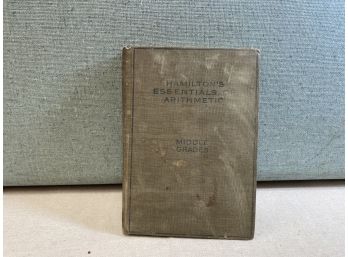 HAMILTON'S
ESSENTIALS OF
ARITHMETIC
MIDDLE
GRADES